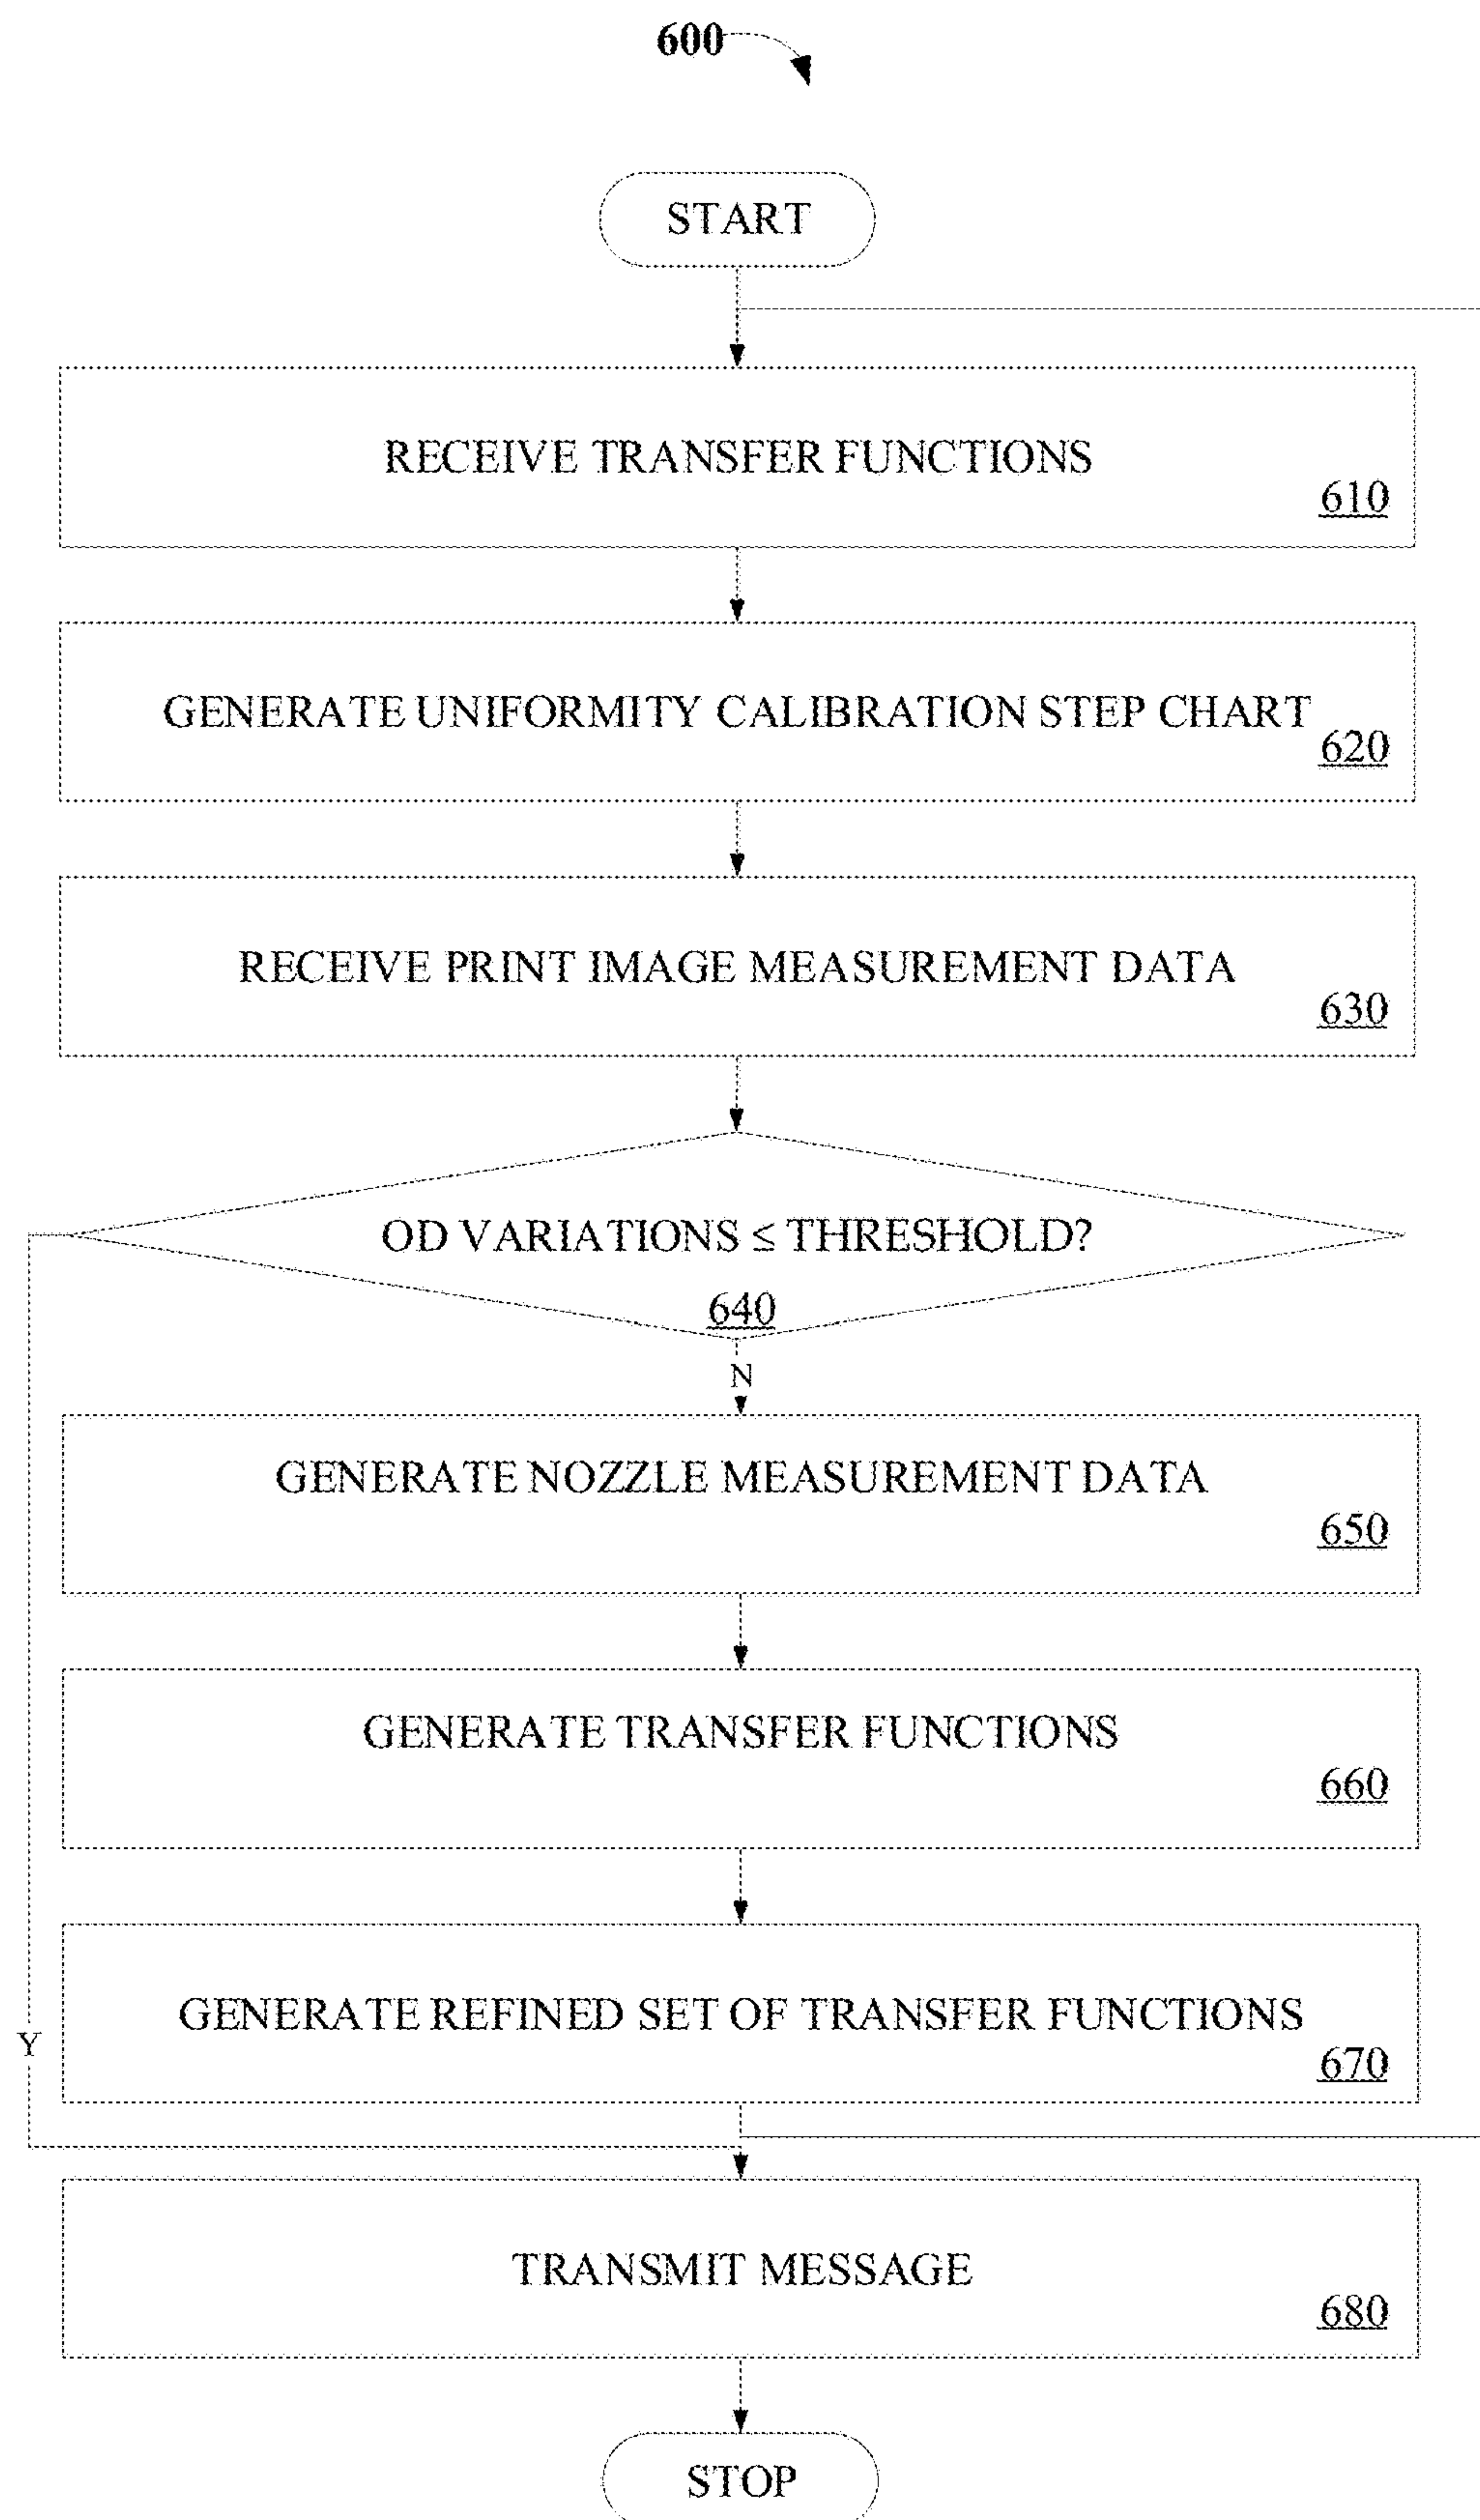 600
START
RECEIVE TRANSFER FUNCTIONS
610
GENERATE UNIFORMITY CALIBRATION STEP CHART
620
RECEIVE PRINT IMAGE MEASUREMENT DATA
630
OD VARIATIONS ≤ THRESHOLD?
640
N
GENERATE NOZZLE MEASUREMENT DATA
650
GENERATE TRANSFER FUNCTIONS
660
GENERATE REFINED SET OF TRANSFER FUNCTIONS
Y
670
TRANSMIT MESSAGE
680
STOP